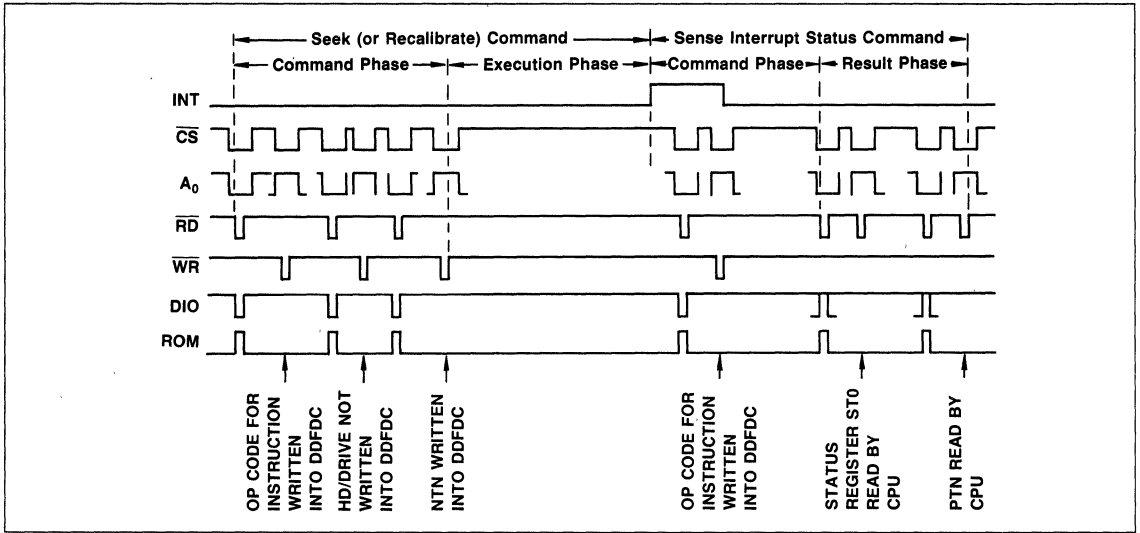 Seek (or Recalibrate) Command
Sense Interrupt Status Command
Command Phase
Execution Phase
Command Phase
Result Phase
INT
CS
A0
RD
WR
DIO
ROM
OP CODE FOR
INSTRUCTION
WRITTEN
INTO DDFDC
HD/DRIVE NOT
WRITTEN
INTO DDFDC
NTN WRITTEN
INTO DDFDC
OP CODE FOR
INSTRUCTION
WRITTEN
INTO DDFDC
STATUS
REGISTER ST0
READ BY
CPU
PTN READ BY
CPU